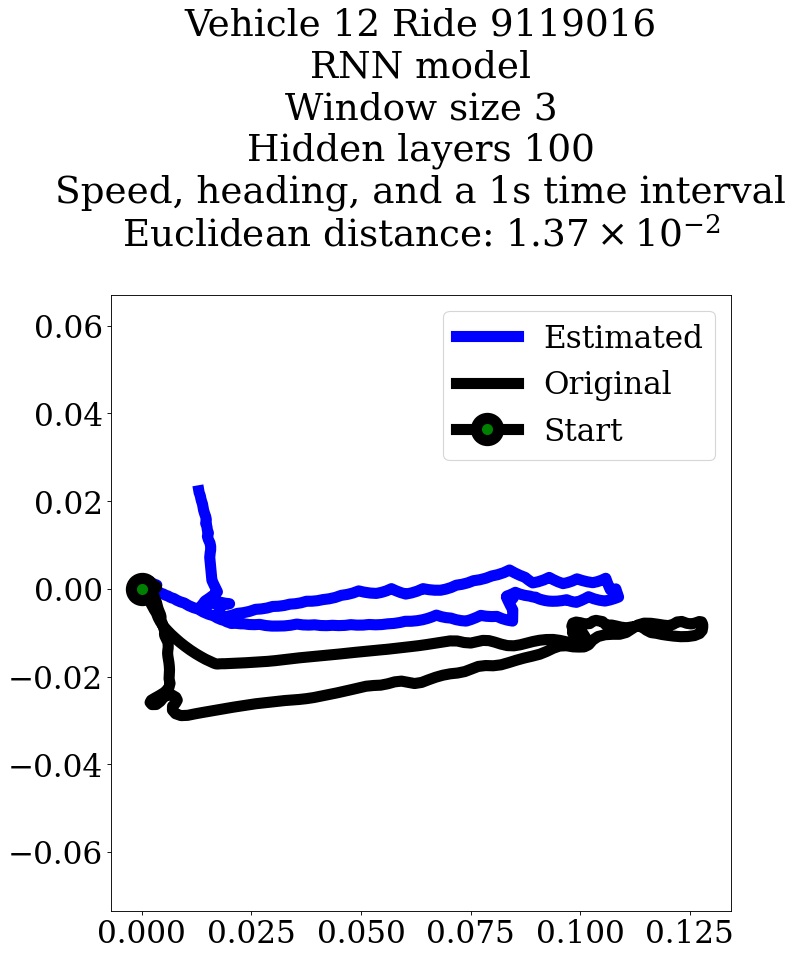 Vehicle 12 Ride 9119016
RNN model
Window size 3
Hidden layers 100
Speed, heading, and a 1s time interval
Euclidean distance: 1.37 × 10⁻²
Estimated
Original
Start
0.06
0.04
0.02
0.00
−0.02
−0.04
−0.06
0.000 0.025 0.050 0.075 0.100 0.125